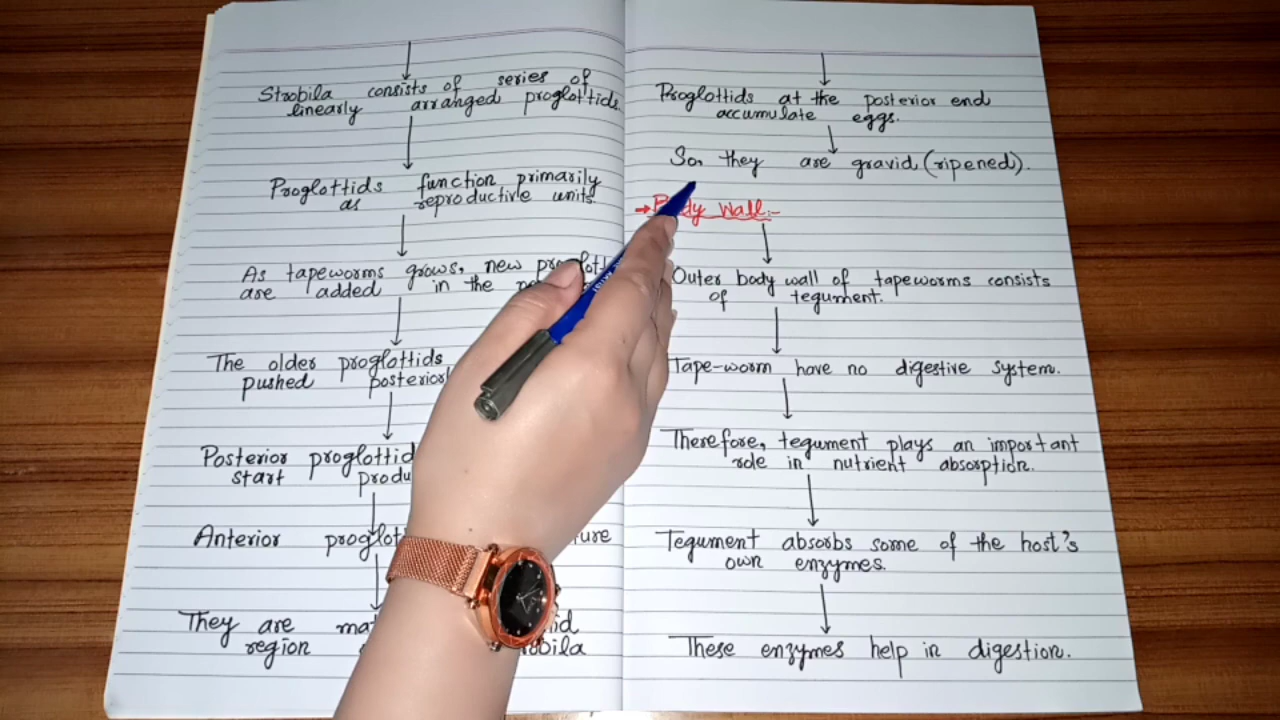 Strobila consists of series of
linearly arranged proglottids.
Proglottids function primarily
as reproductive units.
As tapeworms grows, new
are added in the
The older proglottids
pushed
Posterior
start
Anterior
They are
region
Proglottids at the posterior end
accumulate eggs.
So, they are gravid (ripened).
→ Body Wall:-
Outer body wall of tapeworms consists
of tegument.
Tape-worm have no digestive system.
Therefore, tegument plays an important
role in nutrient absorption.
Tegument absorbs some of the host's
own enzymes.
These enzymes help in digestion.